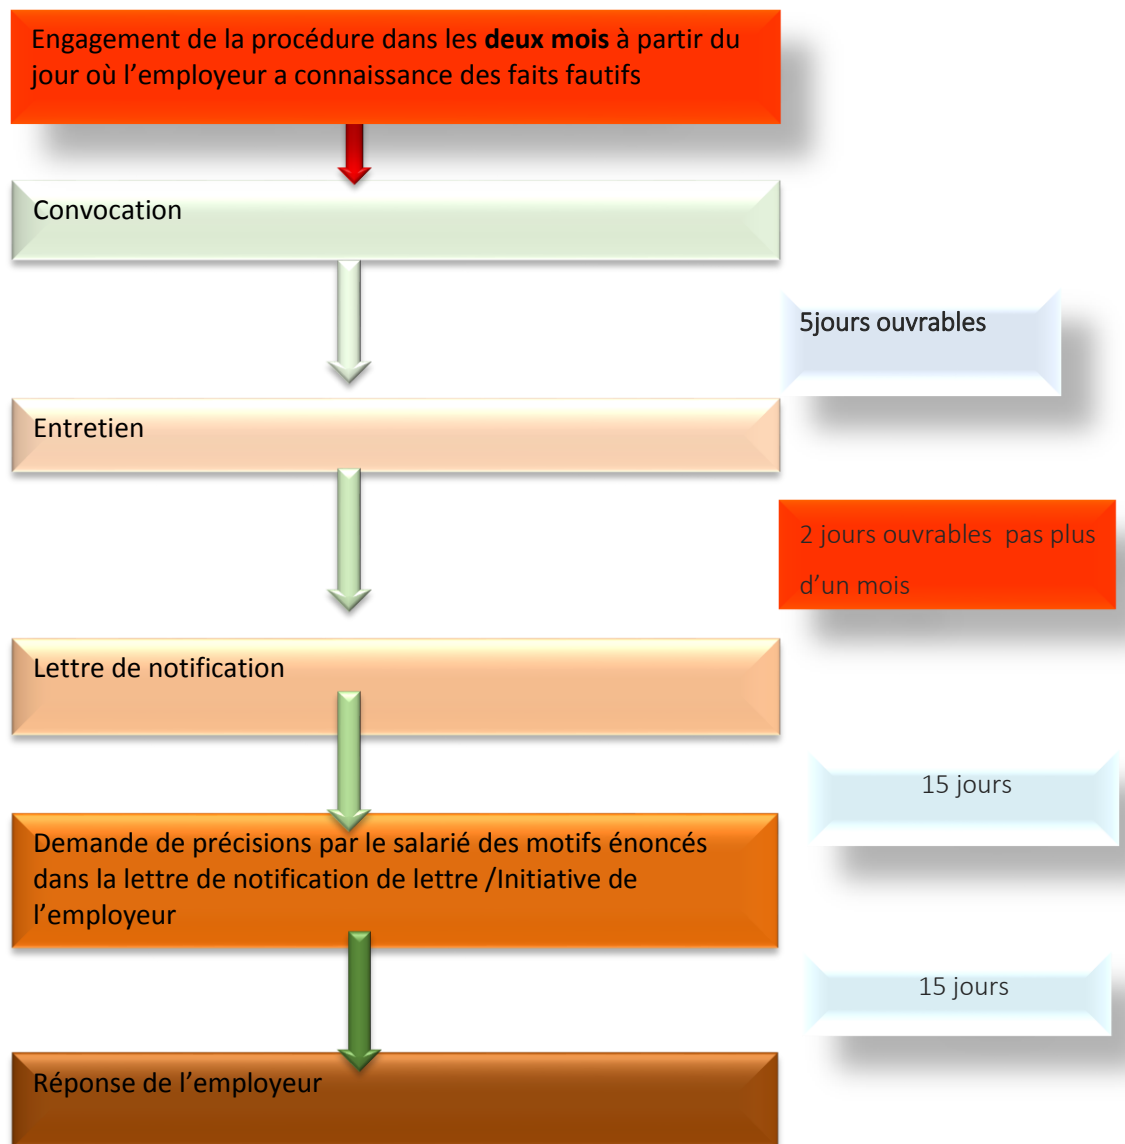 Engagement de la procédure dans les deux mois à partir du
jour où l’employeur a connaissance des faits fautifs
Convocation
5jours ouvrables
Entretien
2 jours ouvrables  pas plus
d’un mois
Lettre de notification
15 jours
Demande de précisions par le salarié des motifs énoncés
dans la lettre de notification de lettre /Initiative de
l’employeur
15 jours
Réponse de l’employeur